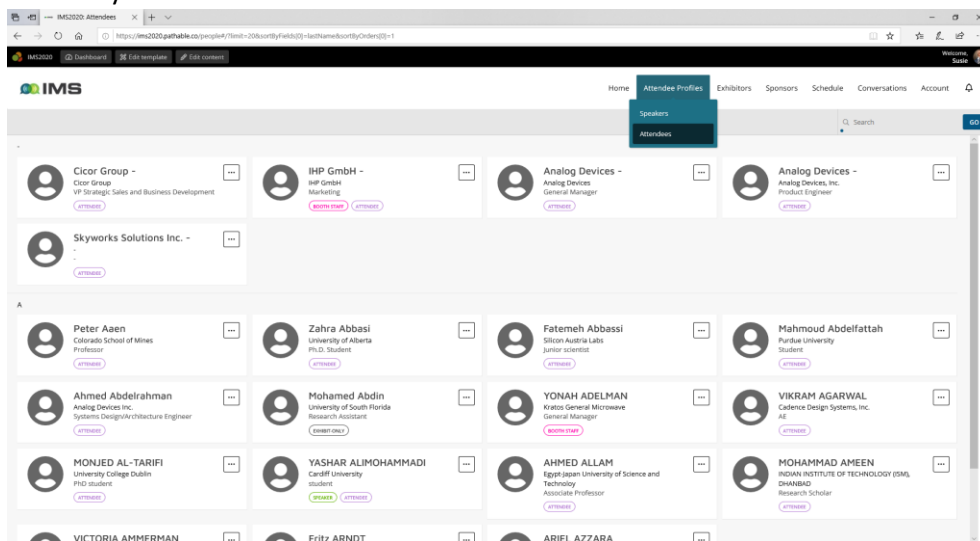 IMS2020: Attendees
https://ims2020.pathable.co/people#/?limit=20&sortByFields[0]=lastName&sortByOrders[0]=1
IMS2020 Dashboard Edit template Edit content
Welcome,
Susie
IMS
Home Attendee Profiles Exhibitors Sponsors Schedule Conversations Account
Speakers
Attendees
Search
GO
-
Cicor Group -
Cicor Group
VP Strategic Sales and Business Development
ATTENDEE
IHP GmbH -
IHP GmbH
Marketing
BOOTH STAFF ATTENDEE
Analog Devices -
Analog Devices
General Manager
ATTENDEE
Analog Devices -
Analog Devices, Inc.
Product Engineer
ATTENDEE
Skyworks Solutions Inc. -
-
-
ATTENDEE
A
Peter Aaen
Colorado School of Mines
Professor
ATTENDEE
Zahra Abbasi
University of Alberta
Ph.D. Student
ATTENDEE
Fatemeh Abbassi
Silicon Austria Labs
Junior scientist
ATTENDEE
Mahmoud Abdelfattah
Purdue University
Student
ATTENDEE
Ahmed Abdelrahman
Analog Devices Inc.
Systems Design/Architecture Engineer
ATTENDEE
Mohamed Abdin
University of South Florida
Research Assistant
EXHIBIT-ONLY
YONAH ADELMAN
Kratos General Microwave
General Manager
BOOTH STAFF
VIKRAM AGARWAL
Cadence Design Systems, Inc.
AE
ATTENDEE
MONJED AL-TARIFI
University College Dublin
PhD student
ATTENDEE
YASHAR ALIMOHAMMADI
Cardiff University
student
SPEAKER ATTENDEE
AHMED ALLAM
Egypt-Japan University of Science and
Technoloy
Associate Professor
ATTENDEE
MOHAMMAD AMEEN
INDIAN INSTITUTE OF TECHNOLOGY (ISM),
DHANBAD
Research Scholar
ATTENDEE
VICTORIA AMMERMAN
Fritz ARNDT
ARIEL AZZARA